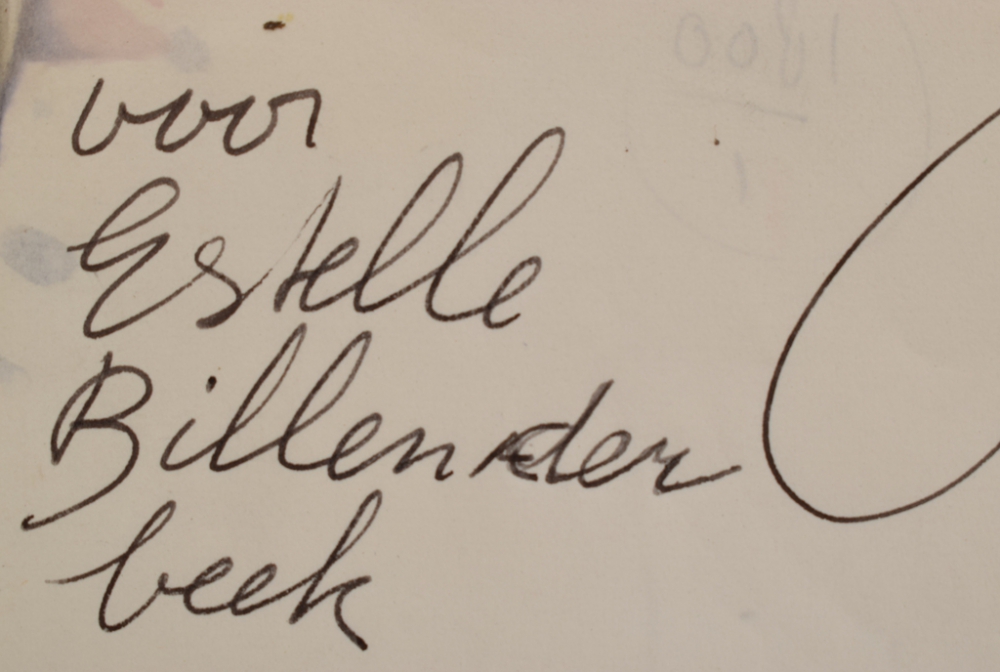 voor
Estelle
Billender
beek